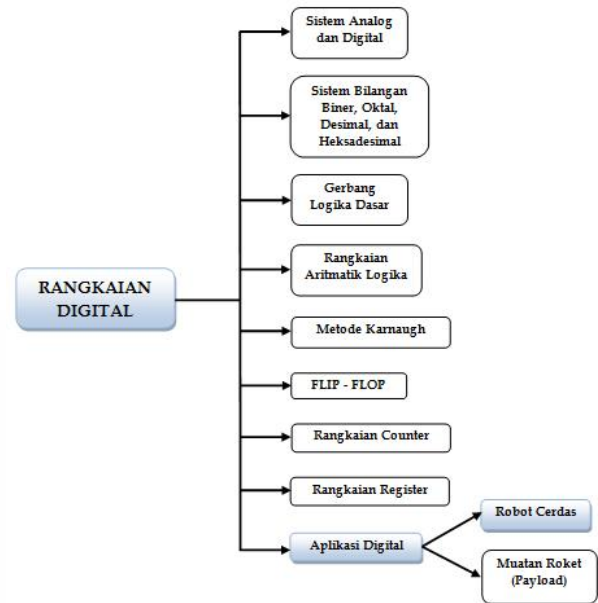 Sistem Analog
dan Digital
Sistem Bilangan
Biner, Oktal,
Desimal, dan
Heksadesimal
Gerbang
Logika Dasar
Rangkaian
Aritmatik Logika
RANGKAIAN
DIGITAL
Metode Karnaugh
FLIP - FLOP
Rangkaian Counter
Rangkaian Register
Aplikasi Digital
Robot Cerdas
Muatan Roket
(Payload)